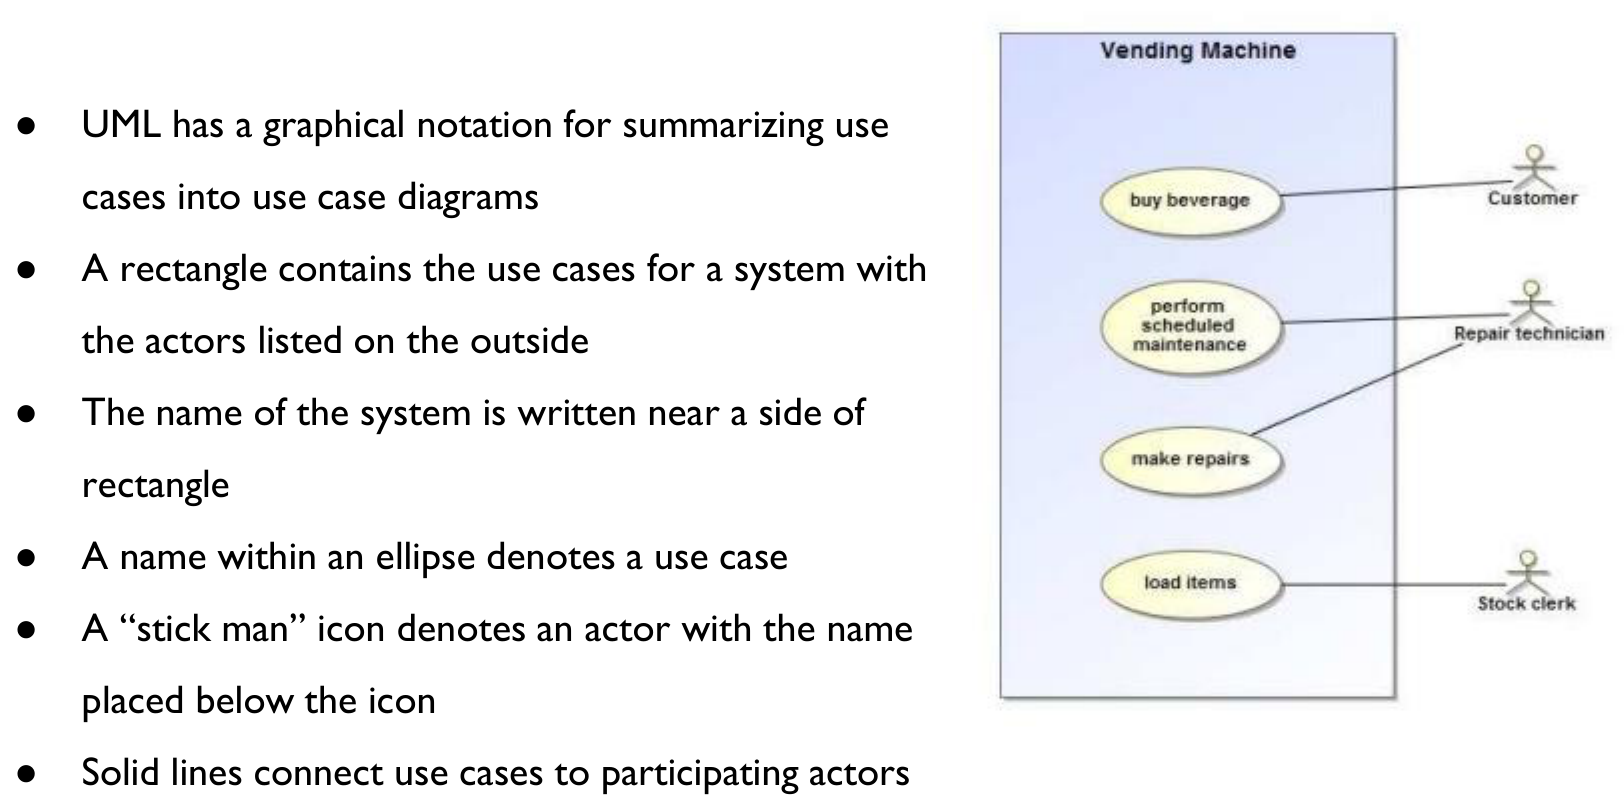 ● UML has a graphical notation for summarizing use
cases into use case diagrams
● A rectangle contains the use cases for a system with
the actors listed on the outside
● The name of the system is written near a side of
rectangle
● A name within an ellipse denotes a use case
● A “stick man” icon denotes an actor with the name
placed below the icon
● Solid lines connect use cases to participating actors
Vending Machine
buy beverage
Customer
perform
scheduled
maintenance
Repair technician
make repairs
load items
Stock clerk